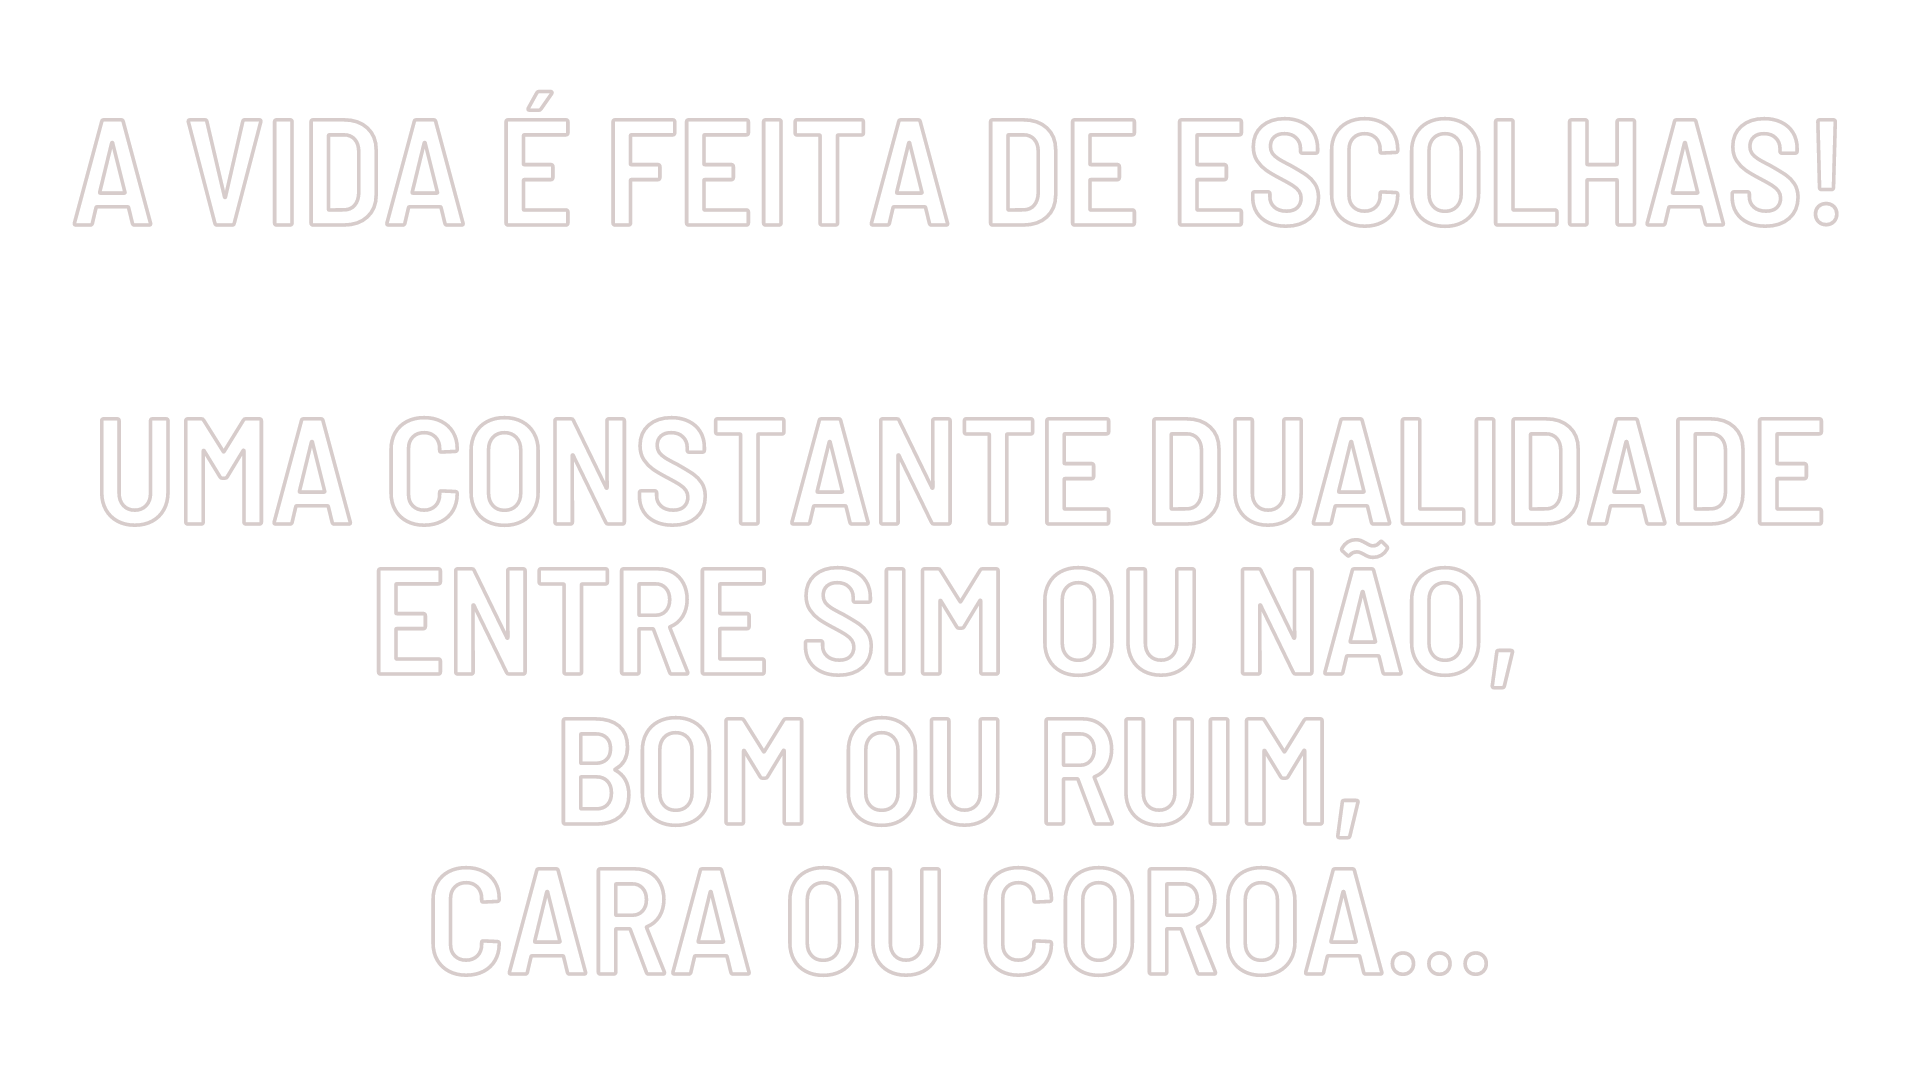 A VIDA É FEITA DE ESCOLHAS!
UMA CONSTANTE DUALIDADE
ENTRE SIM OU NÃO,
BOM OU RUIM,
CARA OU COROA...